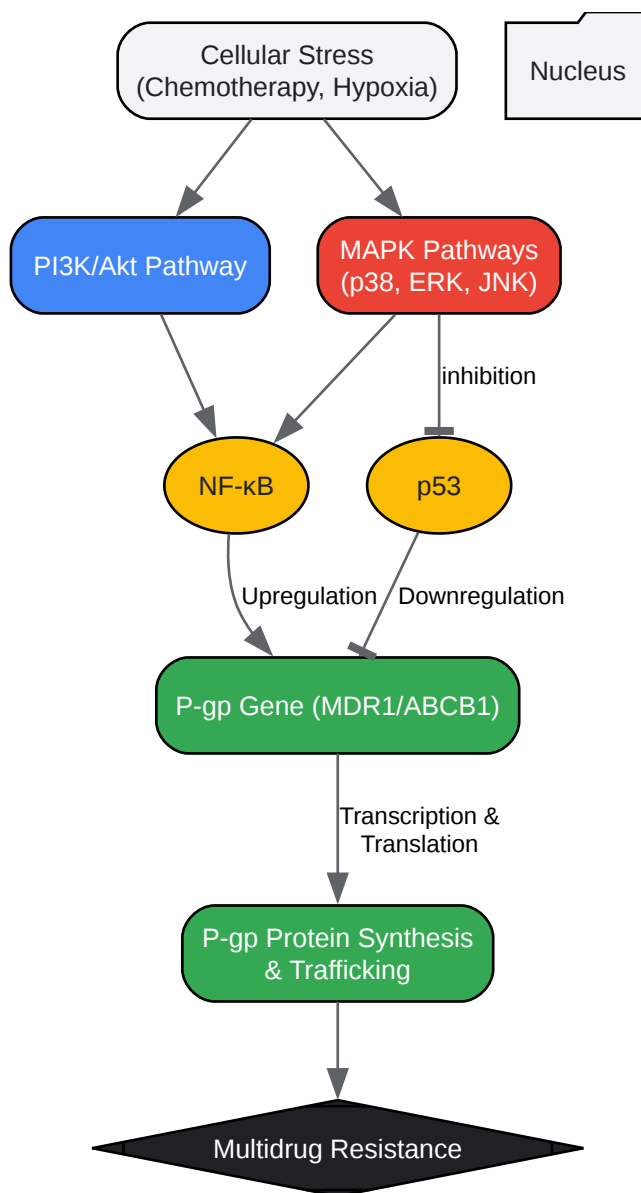 Cellular Stress
(Chemotherapy, Hypoxia)
Nucleus
PI3K/Akt Pathway
MAPK Pathways
(p38, ERK, JNK)
inhibition
NF-κB
p53
Upregulation
Downregulation
P-gp Gene (MDR1/ABCB1)
Transcription &
Translation
P-gp Protein Synthesis
& Trafficking
Multidrug Resistance